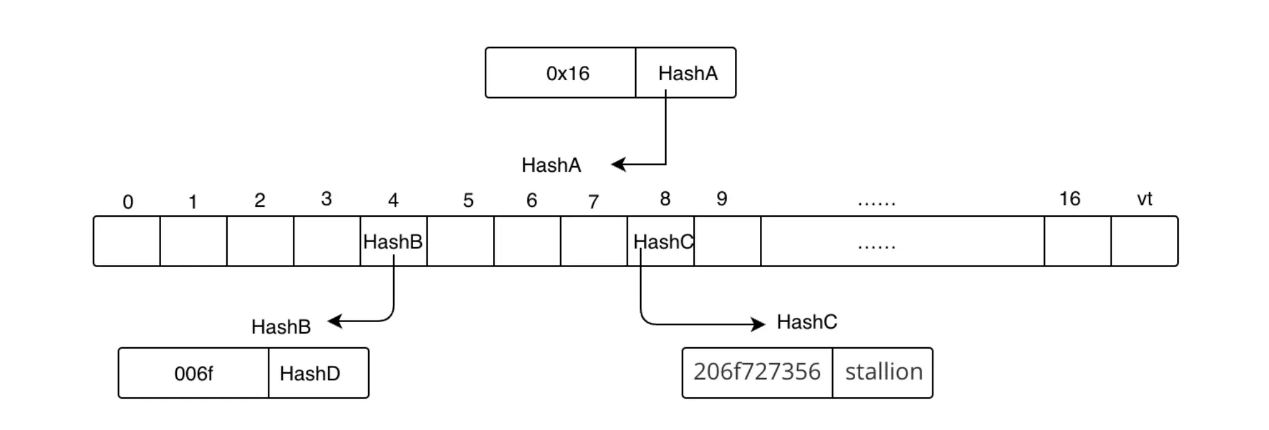 0x16 HashA
HashA
0 1 2 3 4 5 6 7 8 9 ...... 16 vt
HashB HashC ......
HashB HashC
006f HashD 206f727356 stallion